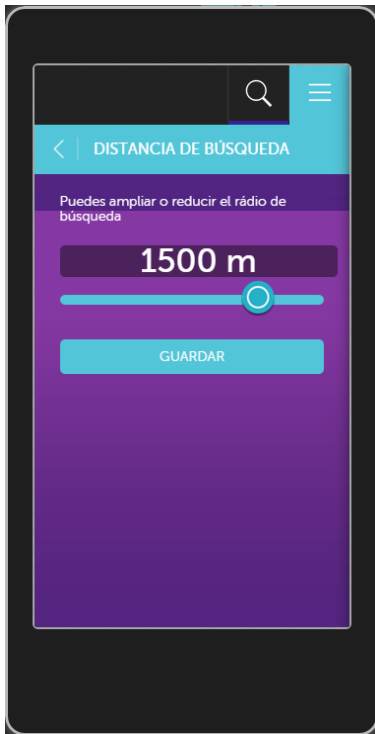 DISTANCIA DE BÚSQUEDA
Puedes ampliar o reducir el rádio de
búsqueda
1500 m
GUARDAR